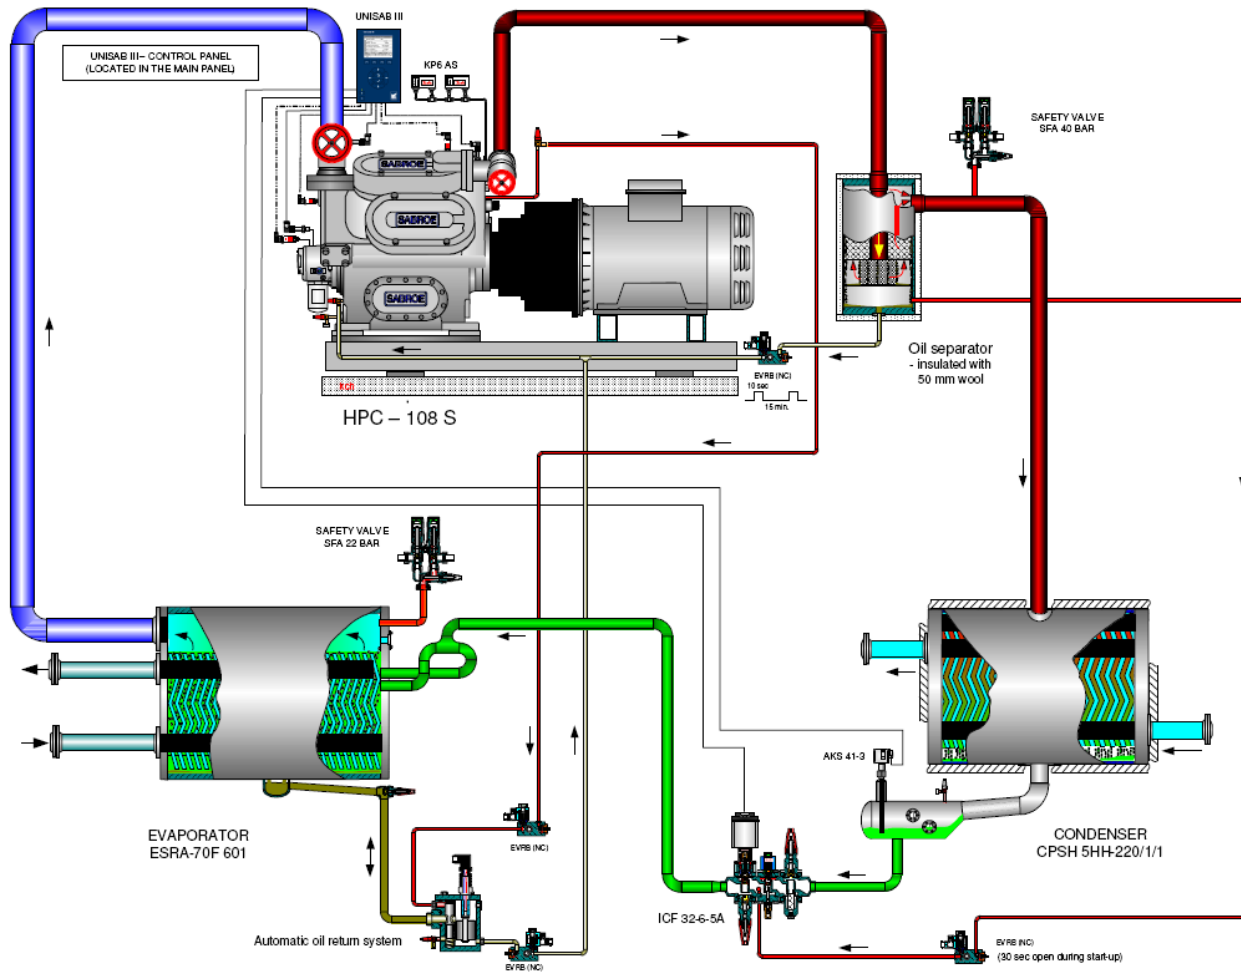 UNISAB III
UNISAB III– CONTROL PANEL
(LOCATED IN THE MAIN PANEL)
KP6 AS
SAFETY VALVE
SFA 40 BAR
SABROE
SABROE
SABROE
Oil separator
- insulated with
50 mm wool
EVRB (NC)
10 sec
15 min.
HPC – 108 S
SAFETY VALVE
SFA 22 BAR
AKS 41-3
EVAPORATOR
ESRA-70F 601
EVRB (NC)
CONDENSER
CPSH 5HH-220/1/1
ICF 32-6-5A
Automatic oil return system
EVRB (NC)
EVRB (NC)
(30 sec open during start-up)